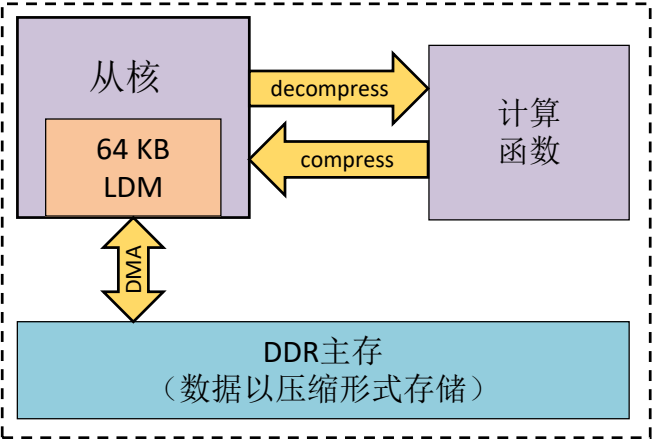 从核
64 KB
LDM
decompress
compress
计算
函数
DMA
DDR主存
（数据以压缩形式存储）